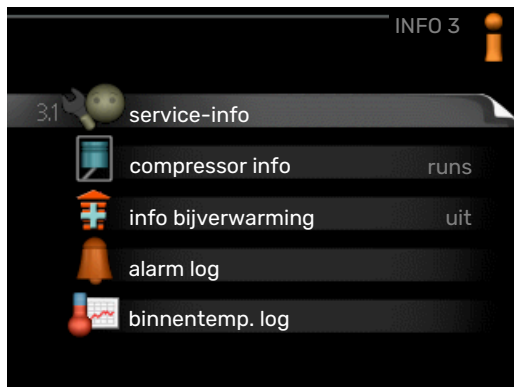 INFO 3
3.1 service-info
compressor info runs
info bijverwarming uit
alarm log
binnentemp. log